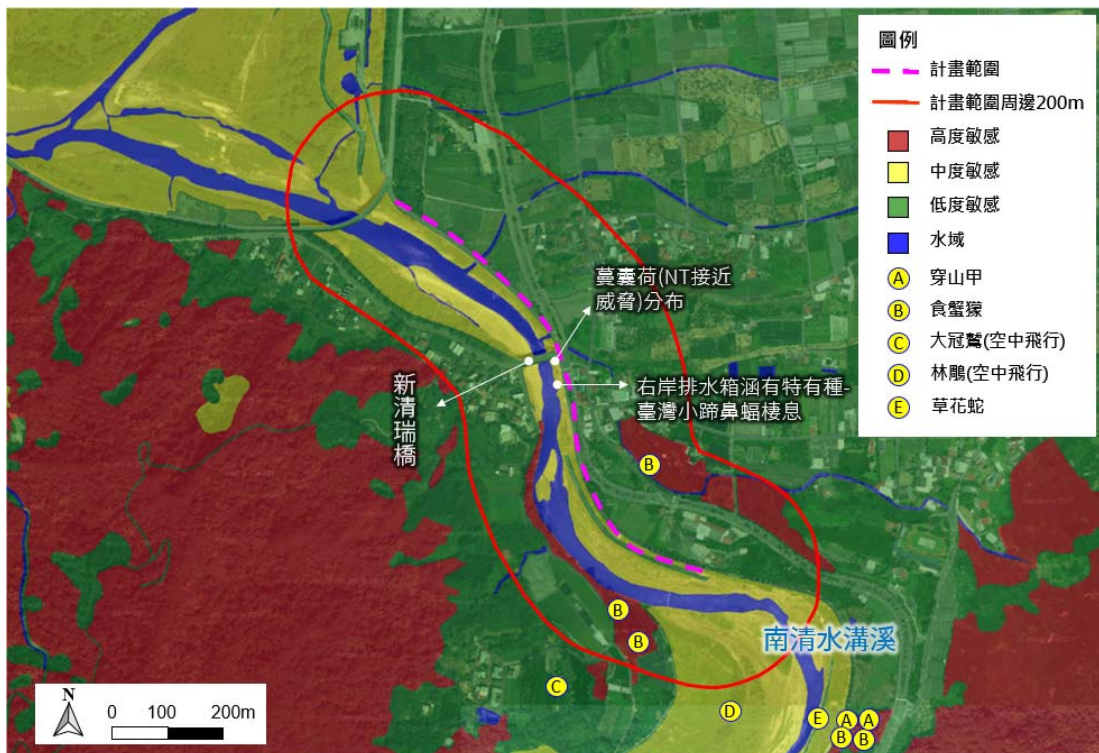 圖例
計畫範圍
計畫範圍周邊200m
高度敏感
中度敏感
低度敏感
水域
A 穿山甲
B 食蟹獴
C 大冠鷲(空中飛行)
D 林鵰(空中飛行)
E 草花蛇
蔓囊荷(NT接近
威脅)分布
右岸排水箱涵有特有種-
臺灣小蹄鼻蝠棲息
新清瑞橋
B
B
B
南清水溝溪
C
D
E
A
A
B
B
N
0 100 200m